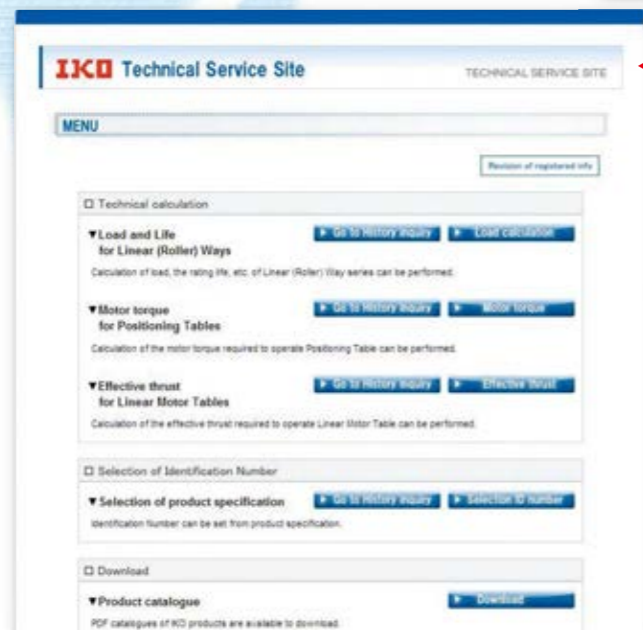 IKO Technical Service Site
TECHNICAL SERVICE SITE
MENU
Revision of registered info
Technical calculation
▼Load and Life
for Linear (Roller) Ways
Go to History inquiry
Load calculation
Calculation of load, the rating life, etc. of Linear (Roller) Way series can be performed.
▼Motor torque
for Positioning Tables
Go to History inquiry
Motor torque
Calculation of the motor torque required to operate Positioning Table can be performed.
▼Effective thrust
for Linear Motor Tables
Go to History inquiry
Effective thrust
Calculation of the effective thrust required to operate Linear Motor Table can be performed.
Selection of Identification Number
▼Selection of product specification
Go to History inquiry
Selection ID number
Identification Number can be set from product specification.
Download
▼Product catalogue
Download
PDF catalogues of IKO products are available to download.